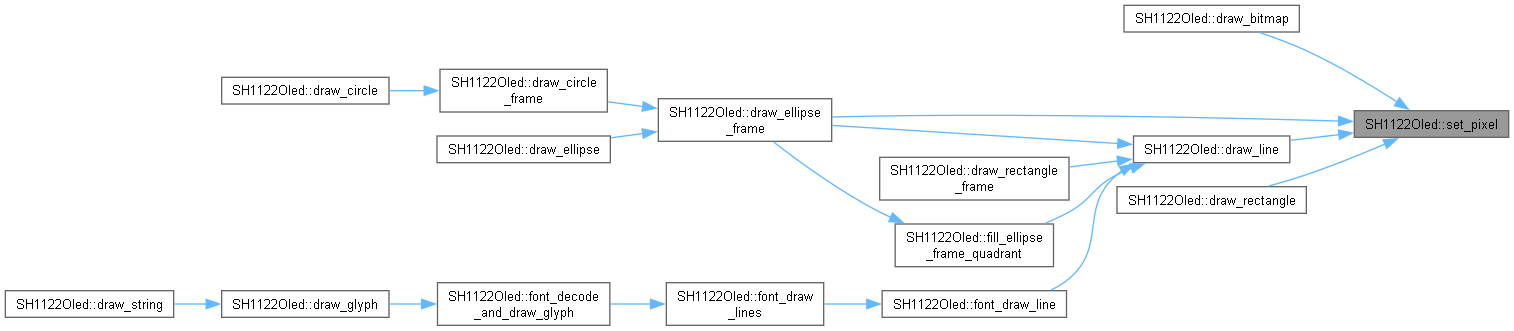 SH1122Oled::draw_bitmap
SH1122Oled::draw_circle
SH1122Oled::draw_circle
_frame
SH1122Oled::draw_ellipse
_frame
SH1122Oled::set_pixel
SH1122Oled::draw_ellipse
SH1122Oled::draw_line
SH1122Oled::draw_rectangle
_frame
SH1122Oled::draw_rectangle
SH1122Oled::fill_ellipse
_frame_quadrant
SH1122Oled::draw_string
SH1122Oled::draw_glyph
SH1122Oled::font_decode
_and_draw_glyph
SH1122Oled::font_draw
_lines
SH1122Oled::font_draw_line